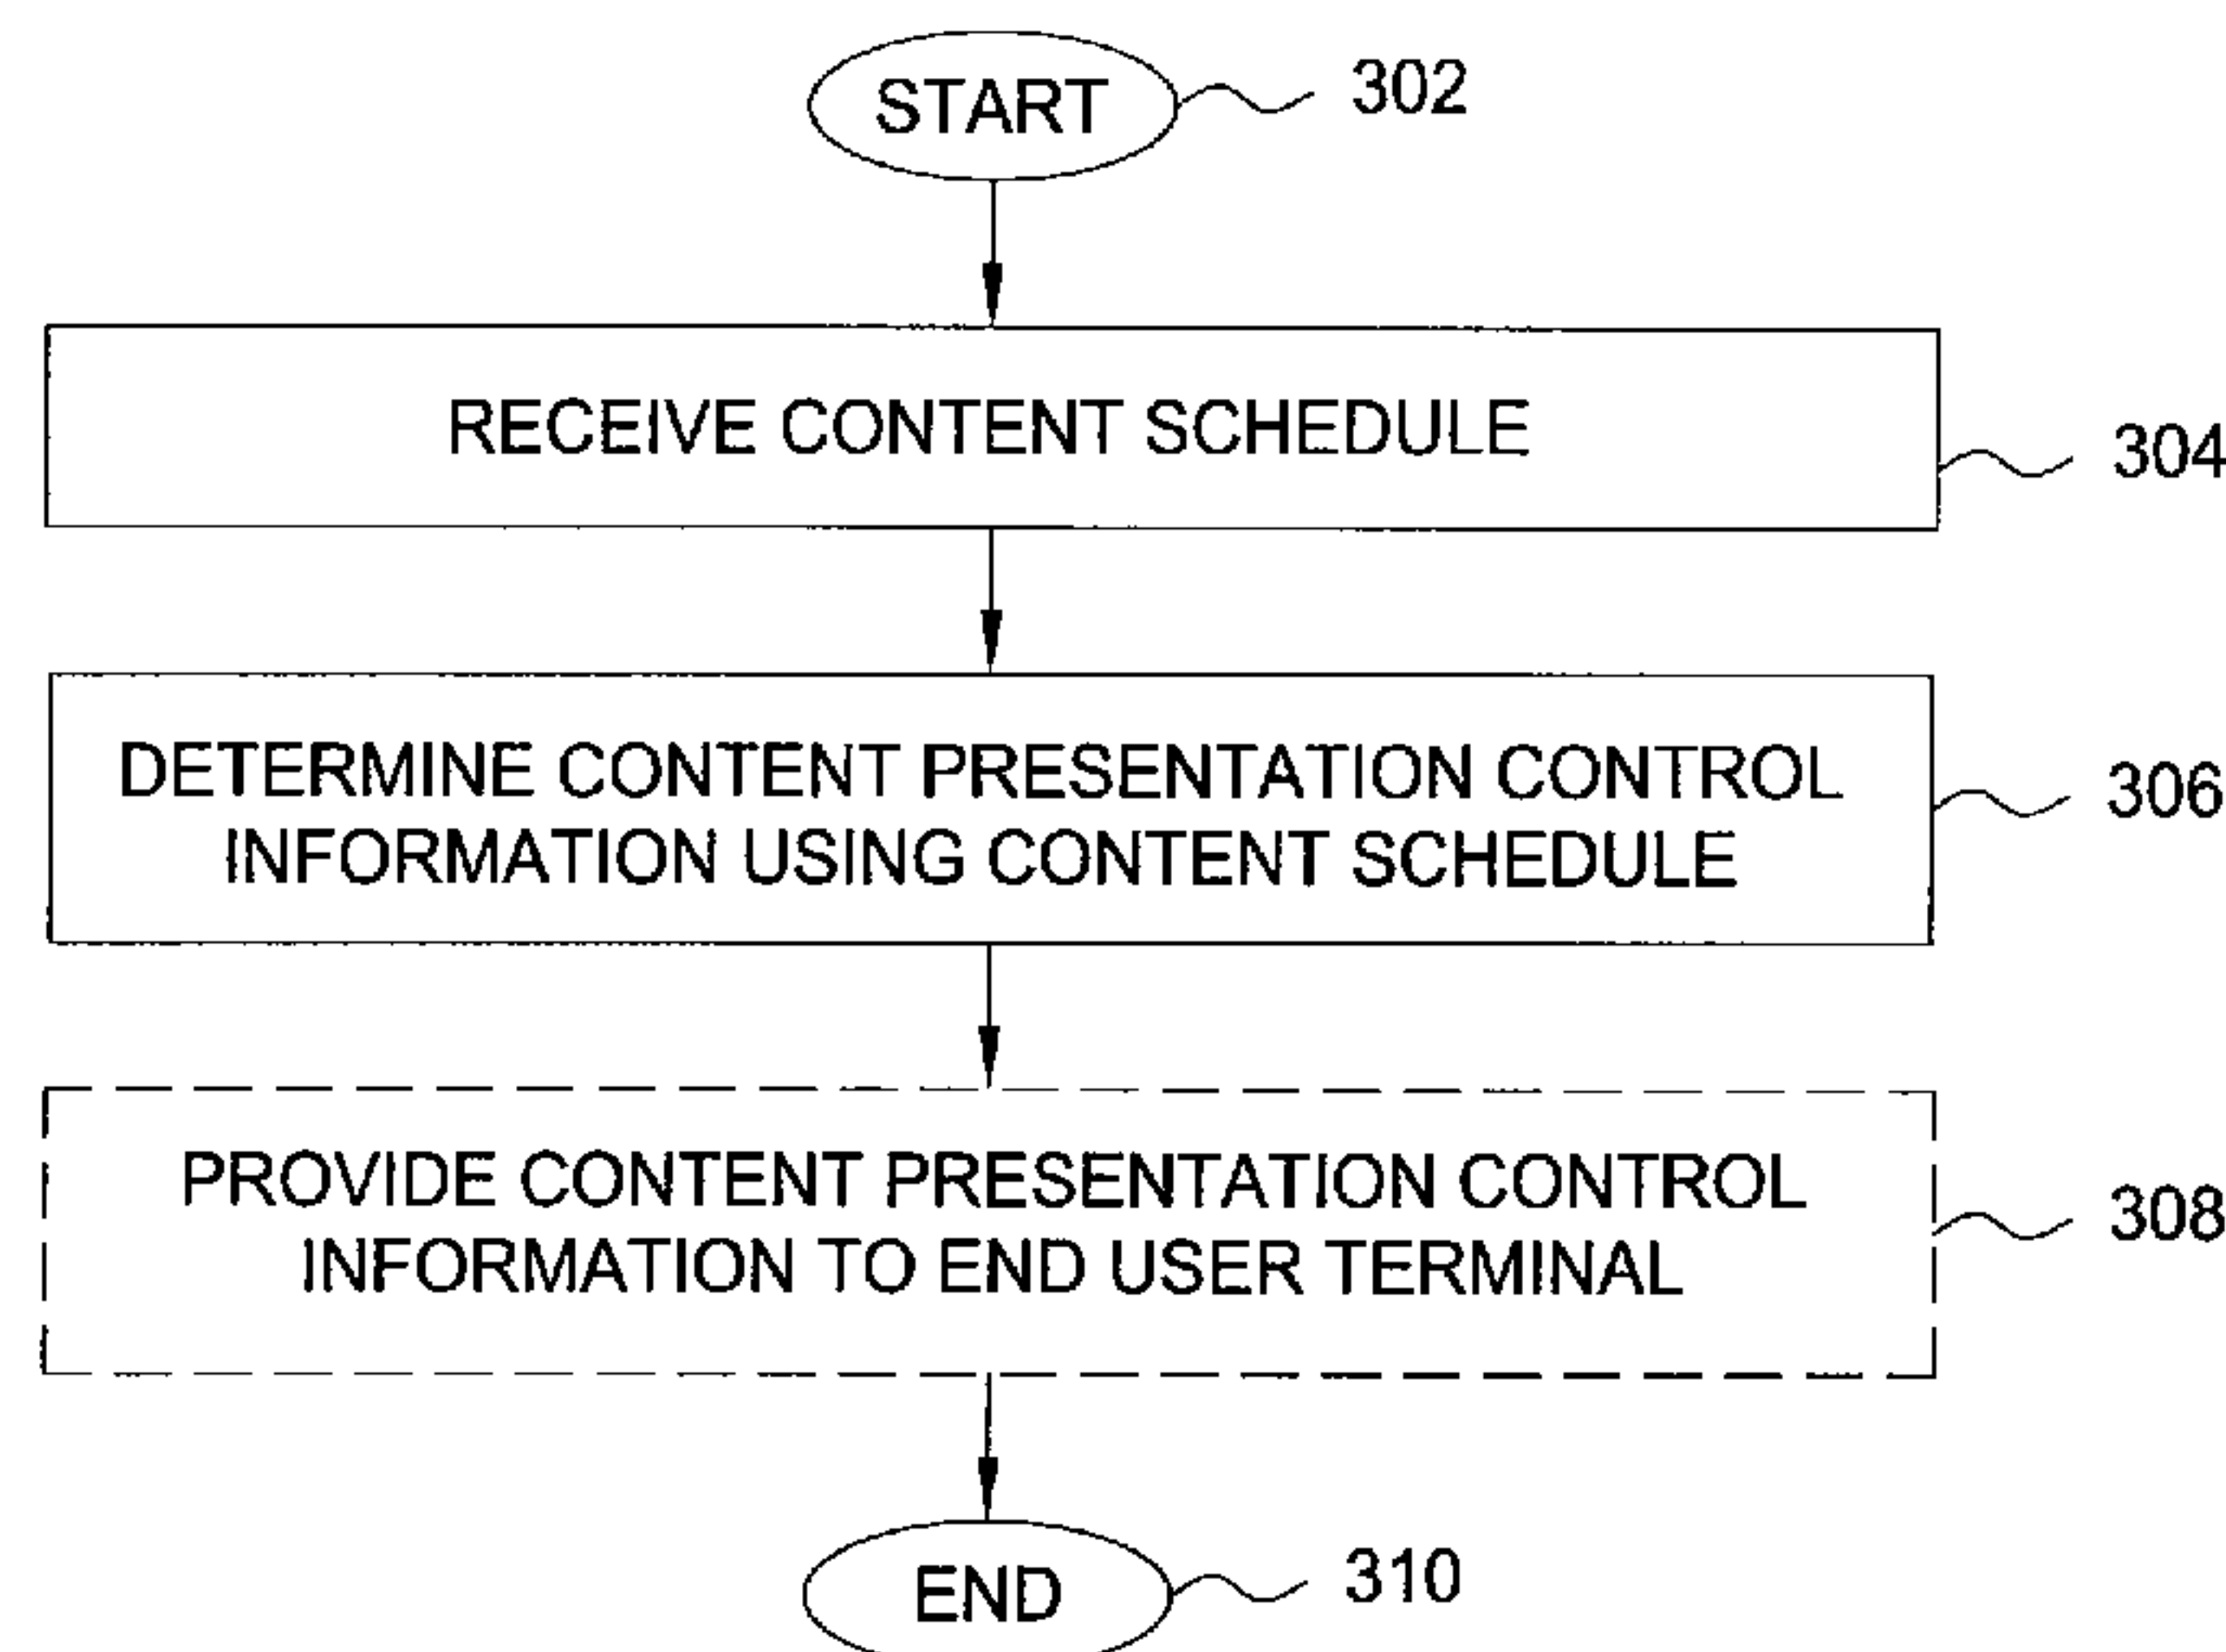 START
302
RECEIVE CONTENT SCHEDULE
304
DETERMINE CONTENT PRESENTATION CONTROL
INFORMATION USING CONTENT SCHEDULE
306
PROVIDE CONTENT PRESENTATION CONTROL
INFORMATION TO END USER TERMINAL
308
END
310